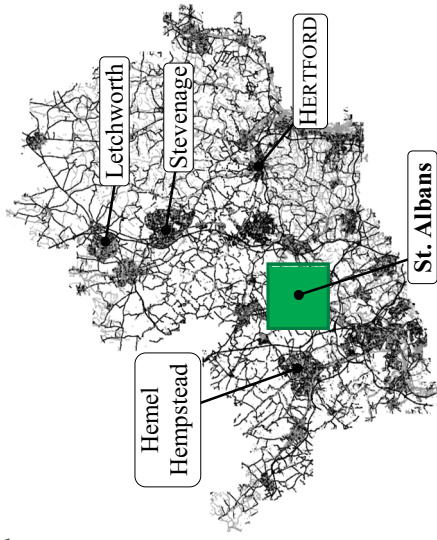 Letchworth
Stevenage
HERTFORD
Hemel
Hempstead
St. Albans